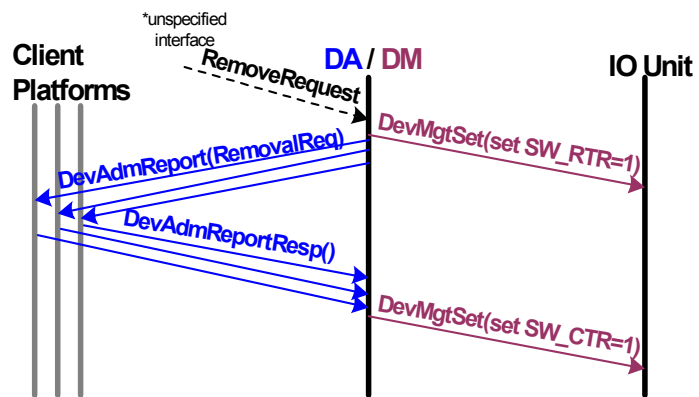 *unspecified
interface
Client
Platforms
DA / DM
IO Unit
RemoveRequest
DevMgtSet(set SW_RTR=1)
DevAdmReport(RemovalReq)
DevAdmReportResp()
DevMgtSet(set SW_CTR=1)